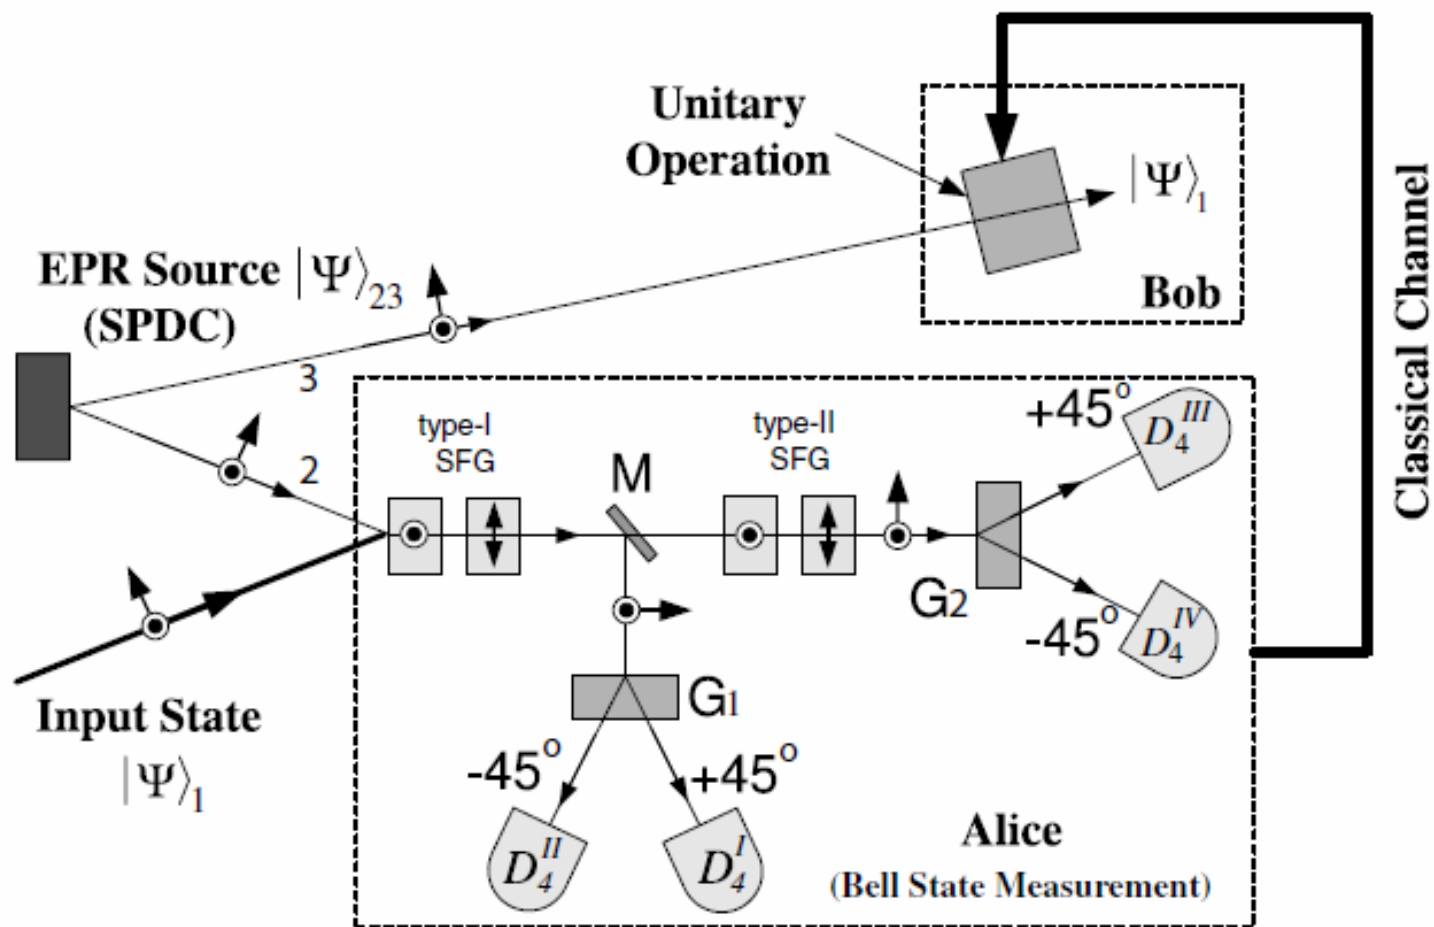 Unitary
Operation
|Ψ⟩₁
Bob
Classical Channel
EPR Source |Ψ⟩₂₃
(SPDC)
3
2
type-I
SFG
M
type-II
SFG
+45°
D₄ᴵᴵᴵ
G2
-45°
D₄ᴵⱽ
Input State
|Ψ⟩₁
G1
-45°
+45°
D₄ᴵᴵ
D₄ᴵ
Alice
(Bell State Measurement)